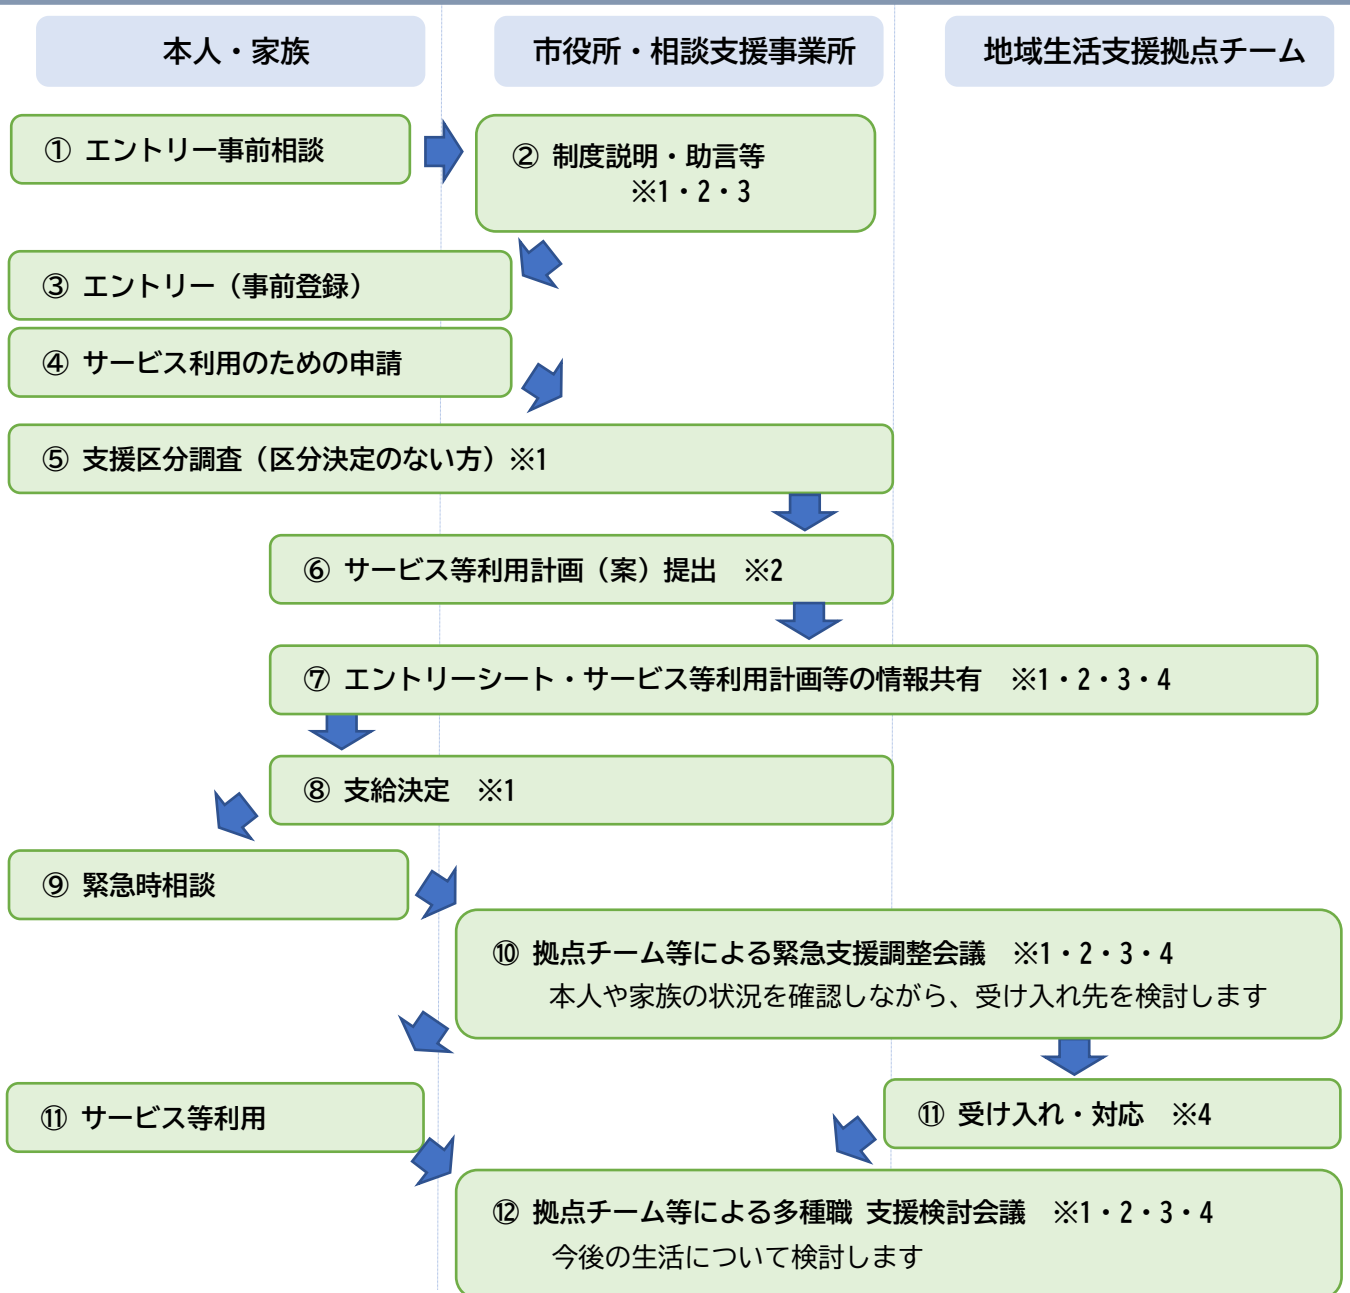 本人・家族
市役所・相談支援事業所
地域生活支援拠点チーム
① エントリー事前相談
② 制度説明・助言等
※1・2・3
③ エントリー（事前登録）
④ サービス利用のための申請
⑤ 支援区分調査（区分決定のない方）※1
⑥ サービス等利用計画（案）提出　※2
⑦ エントリーシート・サービス等利用計画等の情報共有　※1・2・3・4
⑧ 支給決定　※1
⑨ 緊急時相談
⑩ 拠点チーム等による緊急支援調整会議　※1・2・3・4
本人や家族の状況を確認しながら、受け入れ先を検討します
⑪ サービス等利用
⑪ 受け入れ・対応　※4
⑫ 拠点チーム等による多種職 支援検討会議　※1・2・3・4
今後の生活について検討します